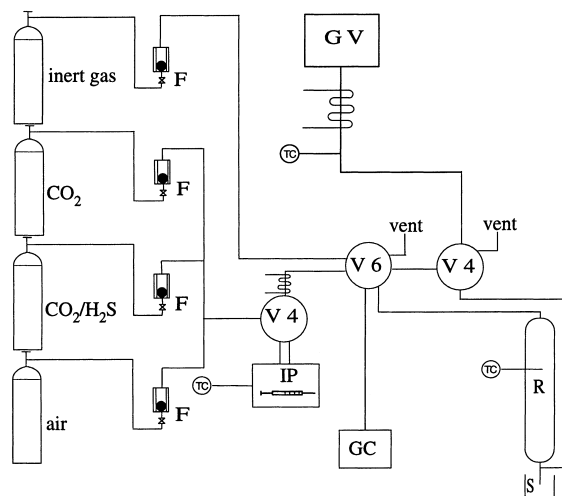 G V
inert gas
F
TC
CO2
F
vent
vent
V 6
V 4
CO2/H2S
F
V 4
IP
TC
TC
R
F
air
GC
S